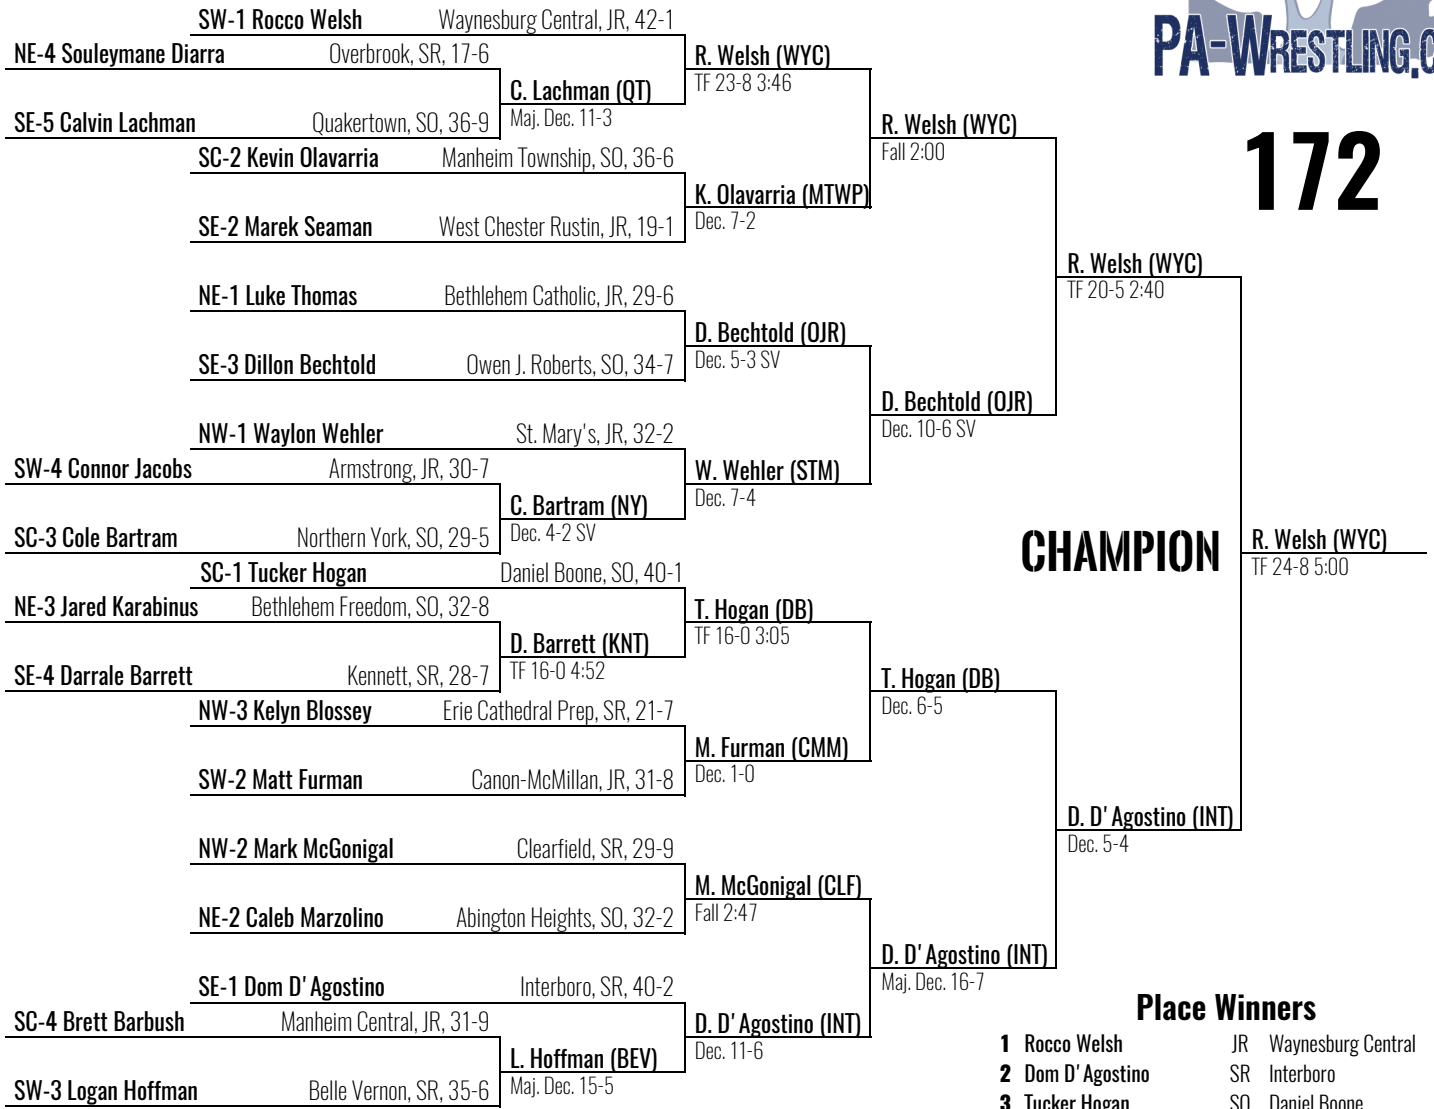 SW-1 Rocco Welsh Waynesburg Central, JR, 42-1
NE-4 Souleymane Diarra Overbrook, SR, 17-6
R. Welsh (WYC)
TF 23-8 3:46
PA-WRESTLING.C
C. Lachman (QT)
Maj. Dec. 11-3
SE-5 Calvin Lachman Quakertown, SO, 36-9
R. Welsh (WYC)
Fall 2:00
172
SC-2 Kevin Olavarria Manheim Township, SO, 36-6
K. Olavarria (MTWP)
Dec. 7-2
SE-2 Marek Seaman West Chester Rustin, JR, 19-1
R. Welsh (WYC)
TF 20-5 2:40
NE-1 Luke Thomas Bethlehem Catholic, JR, 29-6
D. Bechtold (OJR)
Dec. 5-3 SV
SE-3 Dillon Bechtold Owen J. Roberts, SO, 34-7
D. Bechtold (OJR)
Dec. 10-6 SV
NW-1 Waylon Wehler St. Mary's, JR, 32-2
SW-4 Connor Jacobs Armstrong, JR, 30-7
W. Wehler (STM)
Dec. 7-4
C. Bartram (NY)
Dec. 4-2 SV
SC-3 Cole Bartram Northern York, SO, 29-5
CHAMPION
R. Welsh (WYC)
TF 24-8 5:00
SC-1 Tucker Hogan Daniel Boone, SO, 40-1
NE-3 Jared Karabinus Bethlehem Freedom, SO, 32-8
T. Hogan (DB)
TF 16-0 3:05
D. Barrett (KNT)
TF 16-0 4:52
SE-4 Darrale Barrett Kennett, SR, 28-7
T. Hogan (DB)
Dec. 6-5
NW-3 Kelyn Blossey Erie Cathedral Prep, SR, 21-7
M. Furman (CMM)
Dec. 1-0
SW-2 Matt Furman Canon-McMillan, JR, 31-8
D. D'Agostino (INT)
Dec. 5-4
NW-2 Mark McGonigal Clearfield, SR, 29-9
M. McGonigal (CLF)
Fall 2:47
NE-2 Caleb Marzolino Abington Heights, SO, 32-2
D. D'Agostino (INT)
Maj. Dec. 16-7
SE-1 Dom D'Agostino Interboro, SR, 40-2
SC-4 Brett Barbush Manheim Central, JR, 31-9
D. D'Agostino (INT)
Dec. 11-6
L. Hoffman (BEV)
Maj. Dec. 15-5
SW-3 Logan Hoffman Belle Vernon, SR, 35-6
Place Winners
1 Rocco Welsh JR Waynesburg Central
2 Dom D'Agostino SR Interboro
3 Tucker Hogan SO Daniel Boone